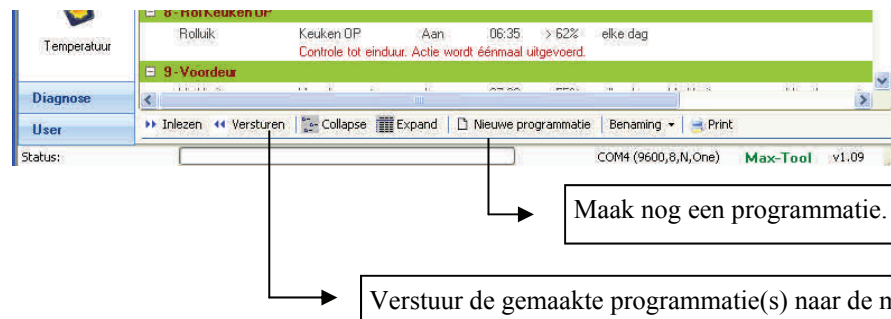 8 - Rol Keuken OP
Rolluik Keuken OP Aan 06:35 > 62% elke dag
Controle tot einduur. Actie wordt éénmaal uitgevoerd.
Temperatuur
9 - Voordeur
Diagnose
User
Inlezen Versturen Collapse Expand Nieuwe programmatie Benaming Print
Status: COM4 (9600,8,N,One) Max-Tool v1.09
Maak nog een programmatie.
Verstuur de gemaakte programmatie(s) naar de